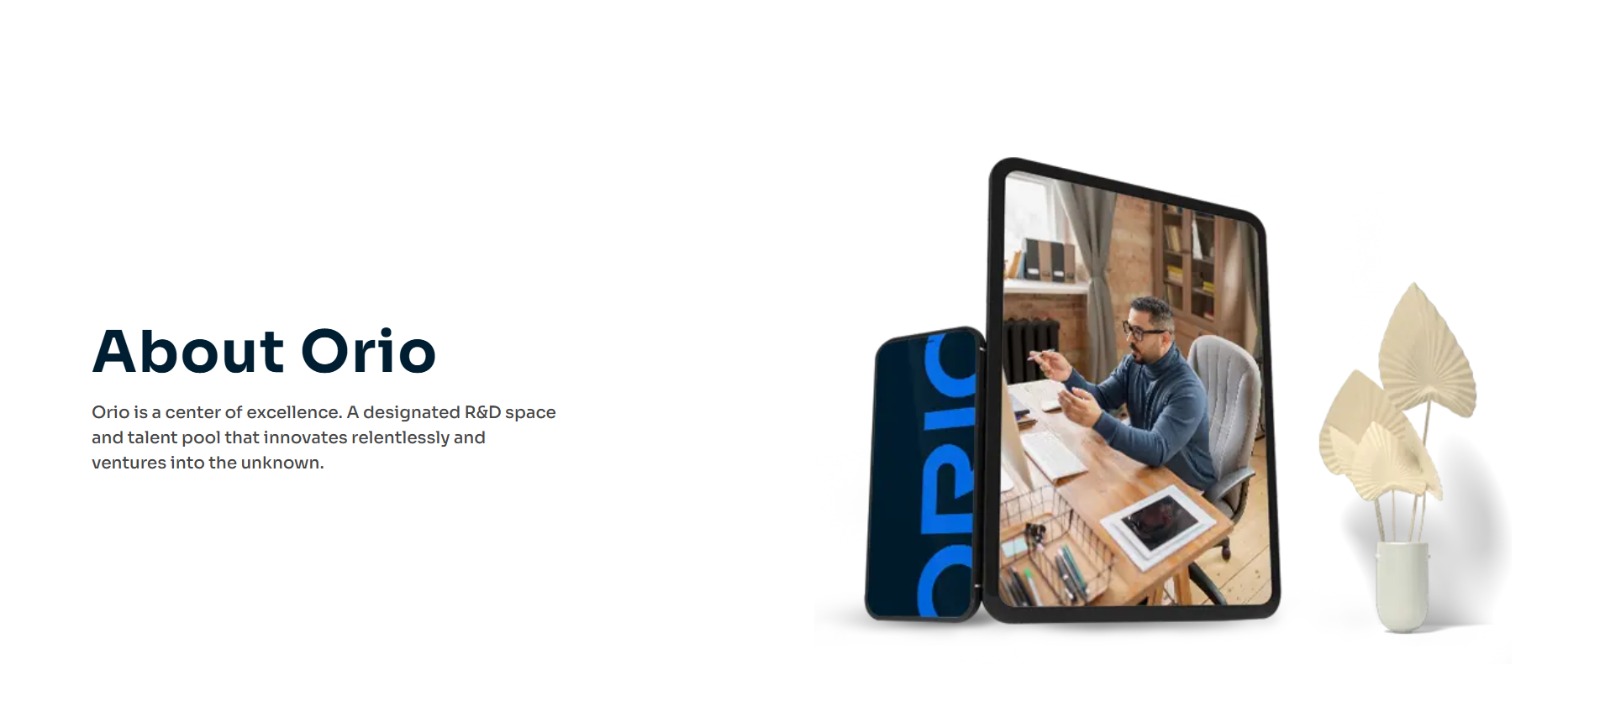 About Orio
Orio is a center of excellence. A designated R&D space
and talent pool that innovates relentlessly and
ventures into the unknown.
ORIO